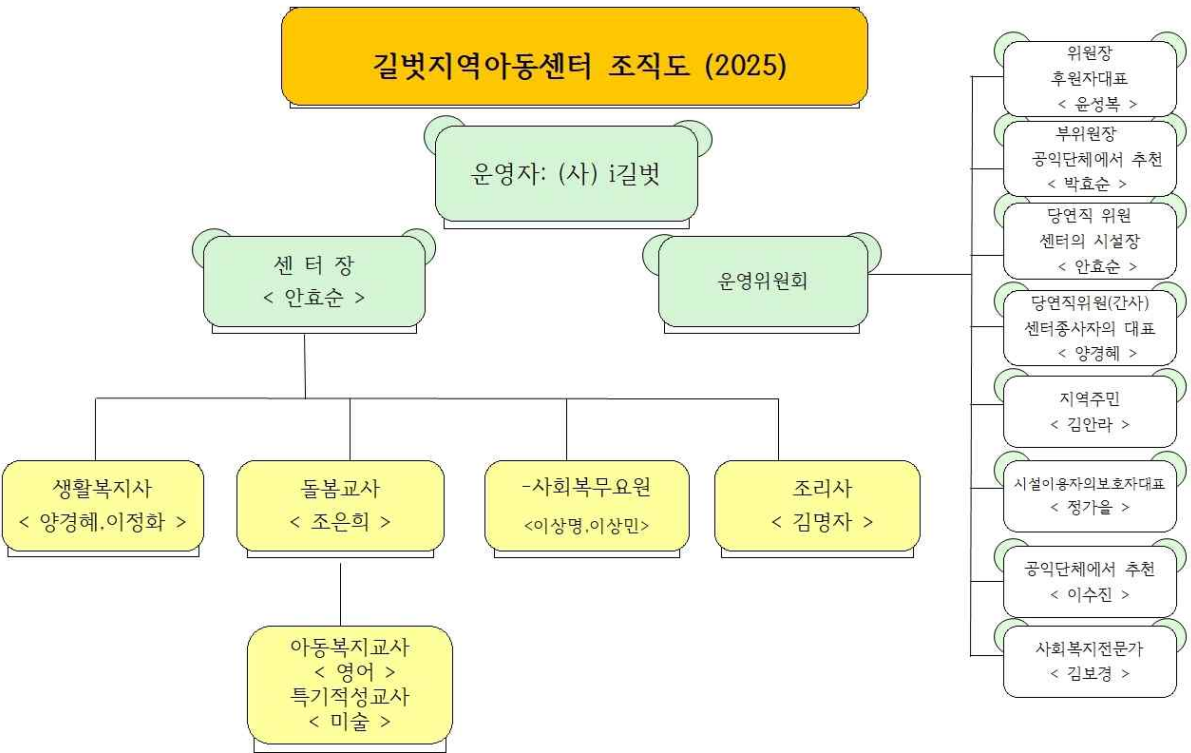 길벗지역아동센터 조직도 (2025)
운영자: (사) i길벗
센 터 장
< 안효순 >
운영위원회
생활복지사
< 양경혜,이정화 >
돌봄교사
< 조은희 >
-사회복무요원
<이상명,이상민>
조리사
< 김명자 >
아동복지교사
< 영어 >
특기적성교사
< 미술 >
위원장
후원자대표
< 윤성복 >
부위원장
공익단체에서 추천
< 박효순 >
당연직 위원
센터의 시설장
< 안효순 >
당연직위원(간사)
센터종사자의 대표
< 양경혜 >
지역주민
< 김안라 >
시설이용자의보호자대표
< 정가을 >
공익단체에서 추천
< 이수진 >
사회복지전문가
< 김보경 >